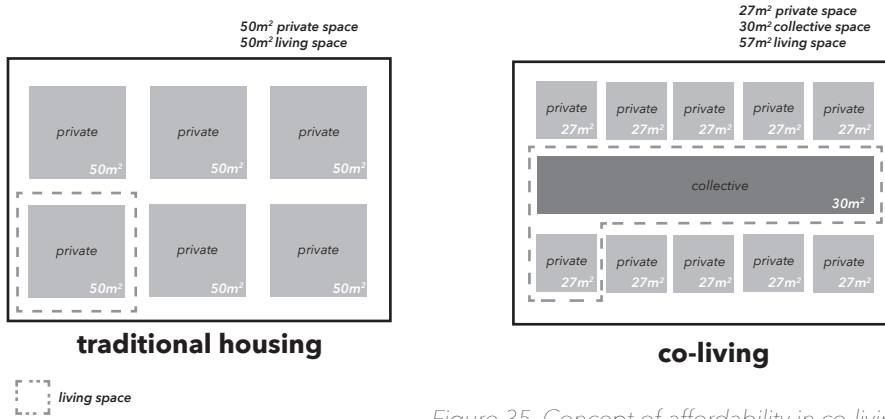 50m² private space
50m² living space
private private private
50m² 50m² 50m²
private private private
50m² 50m² 50m²
traditional housing
living space
27m² private space
30m² collective space
57m² living space
private private private private private
27m² 27m² 27m² 27m² 27m²
collective
30m²
private private private private private
27m² 27m² 27m² 27m² 27m²
co-living
Figure 35. Concept of affordability in co-livin